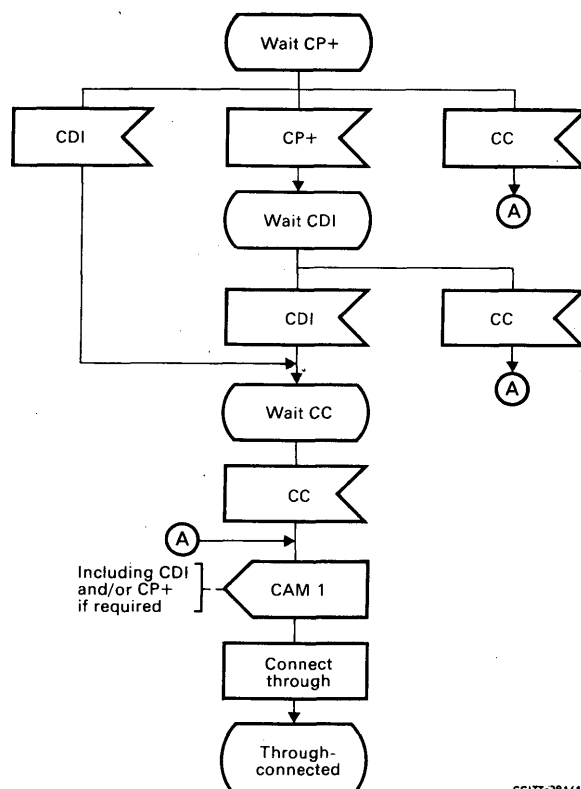 Wait CP+
CDI
CP+
CC
A
Wait CDI
CDI
CC
A
Wait CC
CC
A
Including CDI
and/or CP+
if required
CAM 1
Connect
through
Through-
connected